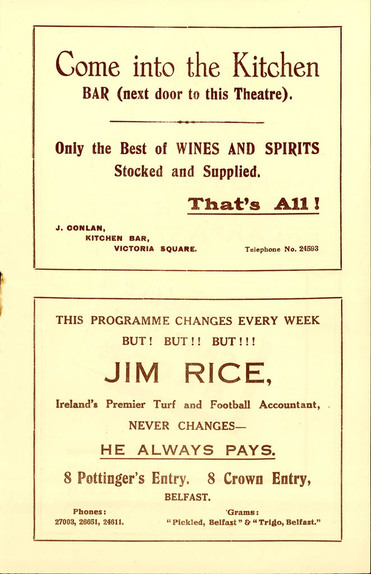 Come into the Kitchen
BAR (next door to this Theatre).
Only the Best of WINES AND SPIRITS
Stocked and Supplied.
That's All !
J. CONLAN,
KITCHEN BAR,
VICTORIA SQUARE.
Telephone No. 24593
THIS PROGRAMME CHANGES EVERY WEEK
BUT! BUT!! BUT!!!
JIM RICE,
Ireland's Premier Turf and Football Accountant,
NEVER CHANGES—
HE ALWAYS PAYS.
8 Pottinger's Entry. 8 Crown Entry,
BELFAST.
Phones:
27003, 26651, 24611.
'Grams:
"Pickled, Belfast" & "Trigo, Belfast."